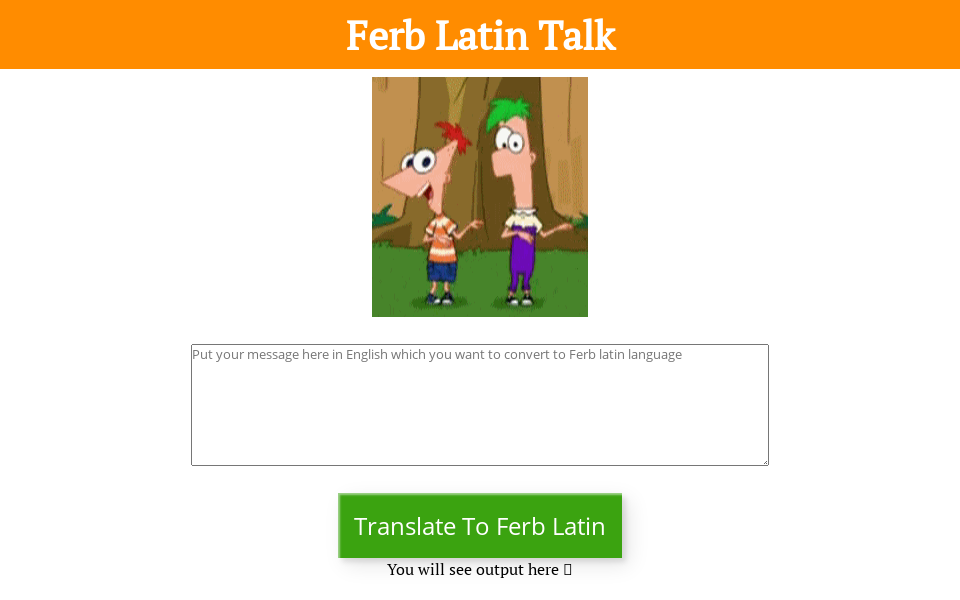 Ferb Latin Talk
Put your message here in English which you want to convert to Ferb latin language
Translate To Ferb Latin
You will see output here